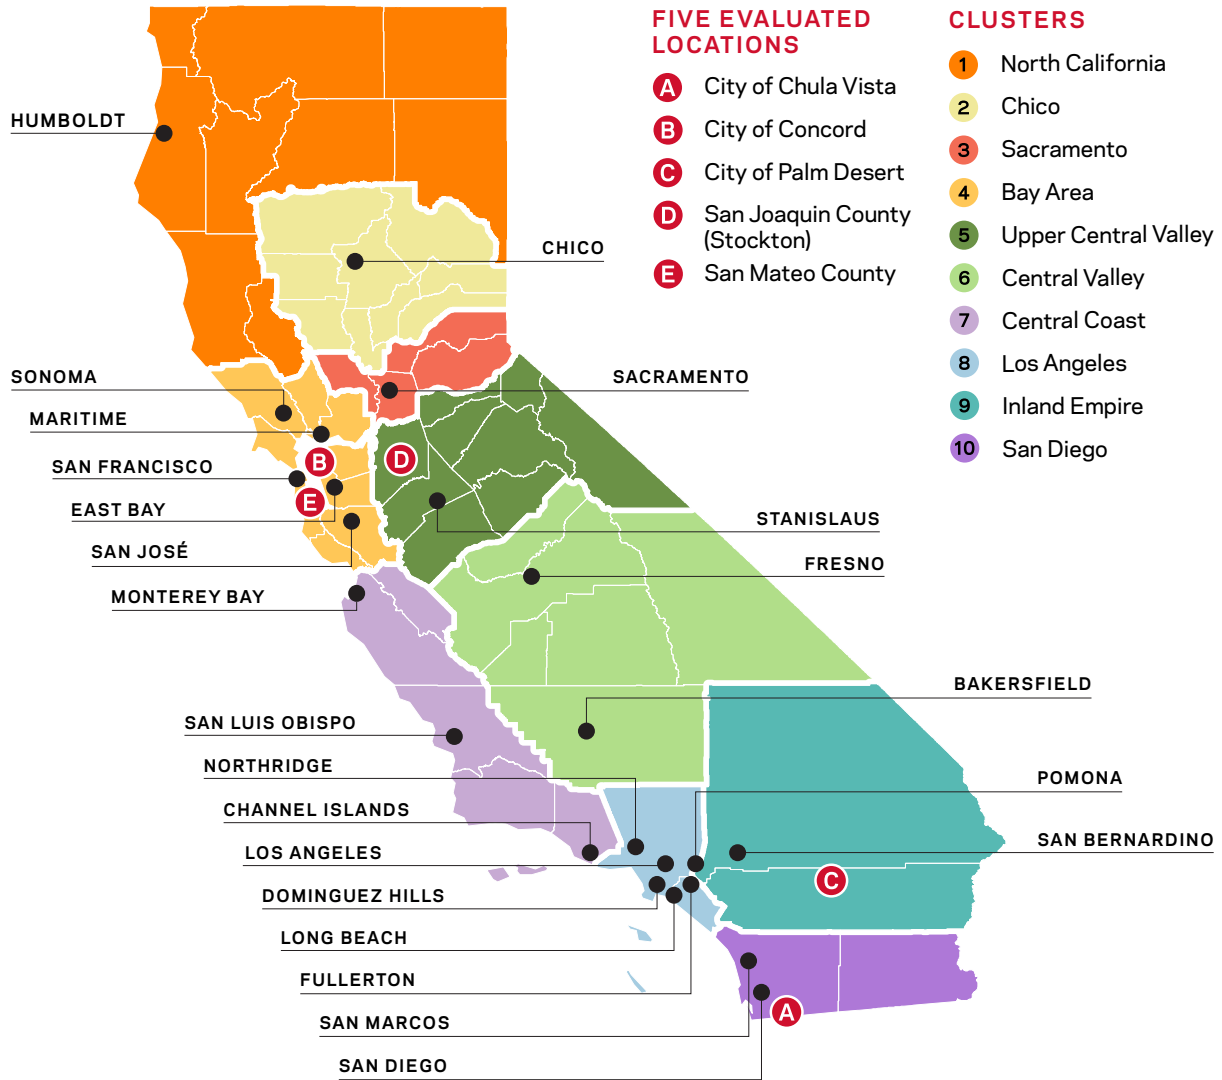 FIVE EVALUATED
LOCATIONS
A City of Chula Vista
B City of Concord
C City of Palm Desert
D San Joaquin County
(Stockton)
E San Mateo County
CLUSTERS
1 North California
2 Chico
3 Sacramento
4 Bay Area
5 Upper Central Valley
6 Central Valley
7 Central Coast
8 Los Angeles
9 Inland Empire
10 San Diego
HUMBOLDT
CHICO
SONOMA
SACRAMENTO
MARITIME
B
D
SAN FRANCISCO
E
EAST BAY
STANISLAUS
SAN JOSÉ
FRESNO
MONTEREY BAY
BAKERSFIELD
SAN LUIS OBISPO
NORTHRIDGE
POMONA
CHANNEL ISLANDS
SAN BERNARDINO
LOS ANGELES
C
DOMINGUEZ HILLS
LONG BEACH
FULLERTON
A
SAN MARCOS
SAN DIEGO